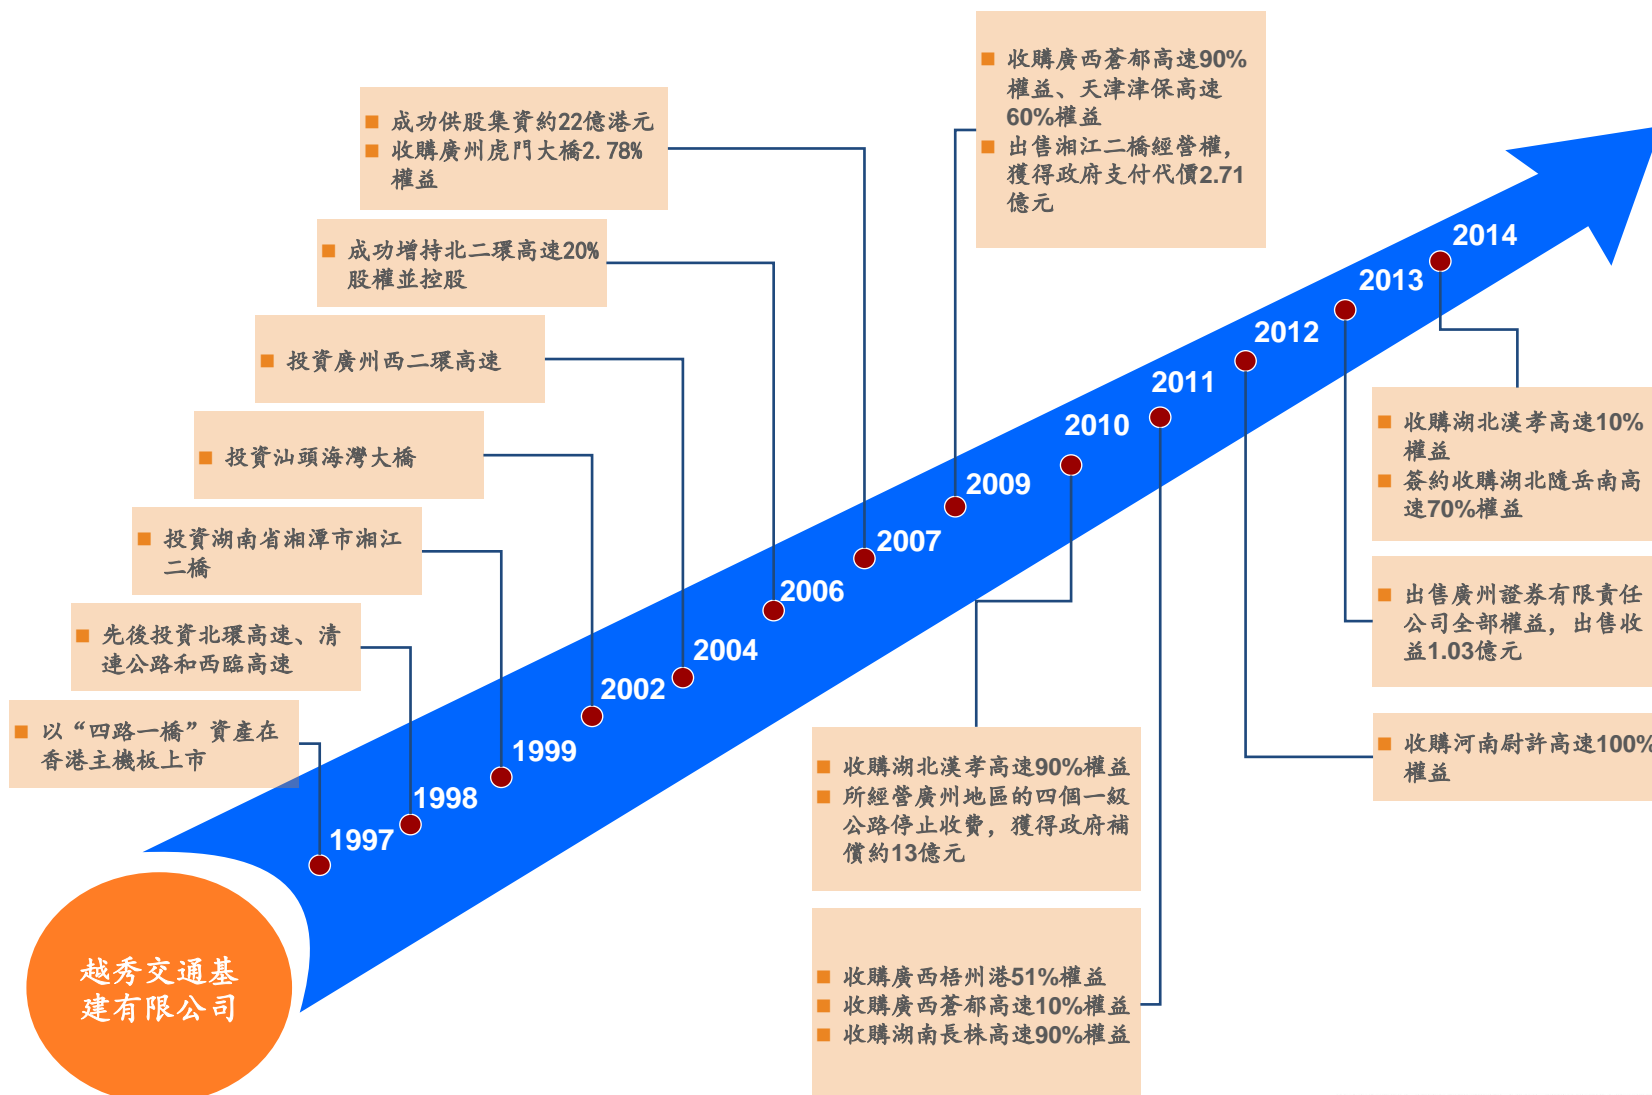 收購廣西蒼郁高速90%
權益、天津津保高速
60%權益
出售湘江二橋經營權,
獲得政府支付代價2.71
億元
成功供股集資約22億港元
收購廣州虎門大橋2.78%
權益
成功增持北二環高速20%
股權並控股
投資廣州西二環高速
投資汕頭海灣大橋
投資湖南省湘潭市湘江
二橋
先後投資北環高速、清
連公路和西臨高速
以“四路一橋”資產在
香港主機板上市
1997
1998
1999
2002
2004
2006
2007
2009
2010
2011
2012
2013
2014
收購湖北漢孝高速10%
權益
簽約收購湖北隨岳南高
速70%權益
出售廣州證券有限責任
公司全部權益，出售收
益1.03億元
收購河南尉許高速100%
權益
收購湖北漢孝高速90%權益
所經營廣州地區的四個一級
公路停止收费，獲得政府補
償約13億元
收購廣西梧州港51%權益
收購廣西蒼郁高速10%權益
收購湖南長株高速90%權益
越秀交通基
建有限公司